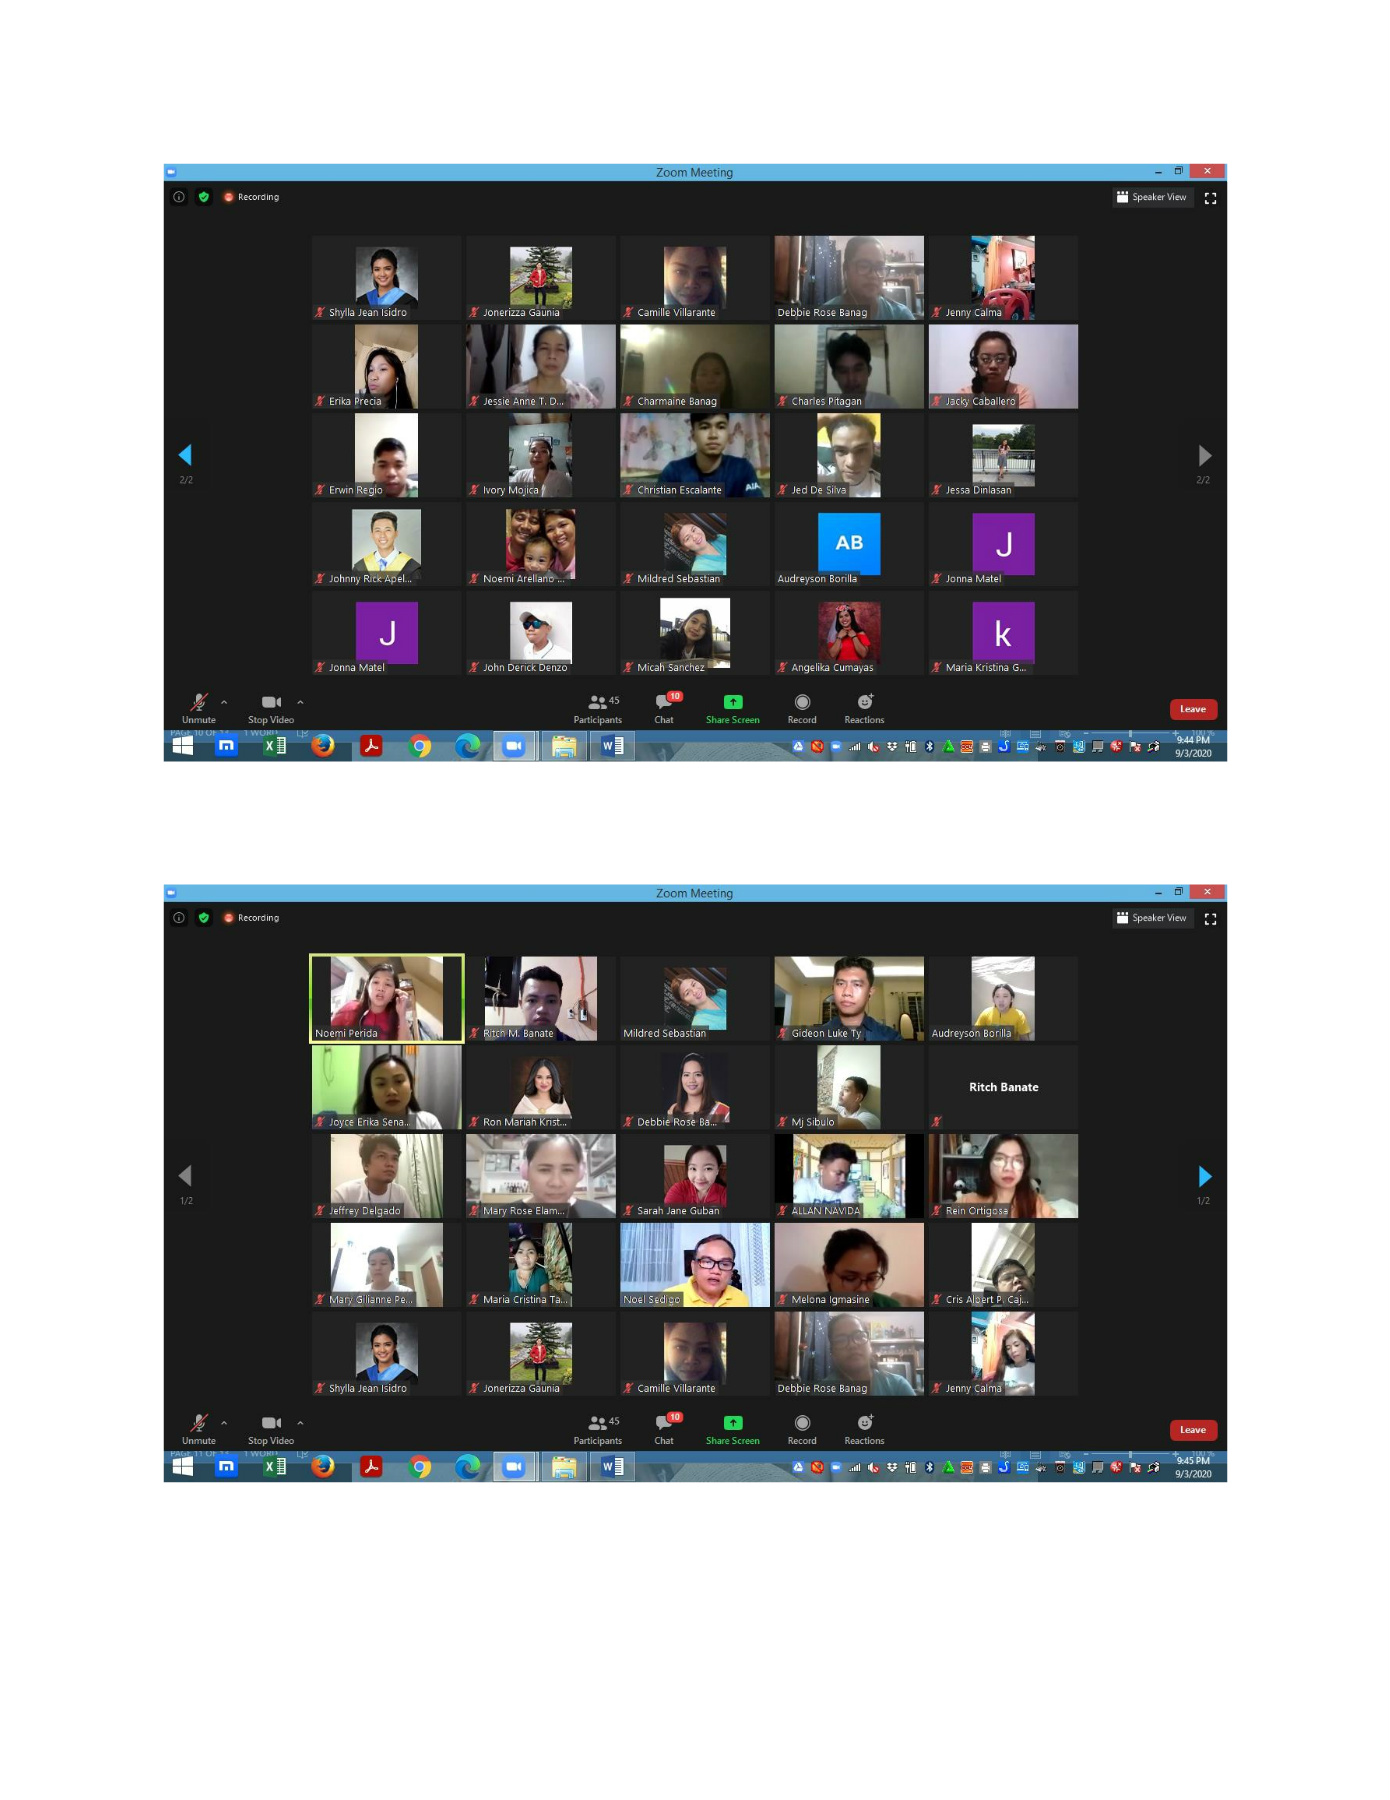 Zoom Meeting
Recording
Speaker View
Shylla Jean Isidro
Jonerizza Gaunia
Camille Villarante
Debbie Rose Banag
Jenny Calma
Erika Precia
Jessie Anne T. D...
Charmaine Banag
Charles Pitagan
Jacky Caballero
2/2
2/2
Erwin Regio
Ivory Mojica
Christian Escalante
Jed De Silva
Jessa Dinlasan
Johnny Rick Apel...
Noemi Arellano ...
Mildred Sebastian
AB
Audreyson Borilla
J
Jonna Matel
J
Jonna Matel
John Derick Denzo
Micah Sanchez
Angelika Cumayas
k
Maria Kristina G...
Unmute
Stop Video
45
Participants
10
Chat
Share Screen
Record
Reactions
Leave
9:44 PM
9/3/2020
Zoom Meeting
Recording
Speaker View
Noemi Perida
Ritch M. Banate
Mildred Sebastian
Gideon Luke Ty
Audreyson Borilla
Joyce Erika Sena...
Ron Mariah Krist...
Debbie Rose Ba...
Mj Sibulo
Ritch Banate
1/2
1/2
Jeffrey Delgado
Mary Rose Elam...
Sarah Jane Guban
ALLAN NAVIDA
Rein Ortigosa
Mary Gilianne Pe...
Maria Cristina Ta...
Noel Sedigo
Melona Igmasine
Cris Albert P. Caj...
Shylla Jean Isidro
Jonerizza Gaunia
Camille Villarante
Debbie Rose Banag
Jenny Calma
Unmute
Stop Video
45
Participants
10
Chat
Share Screen
Record
Reactions
Leave
9:45 PM
9/3/2020